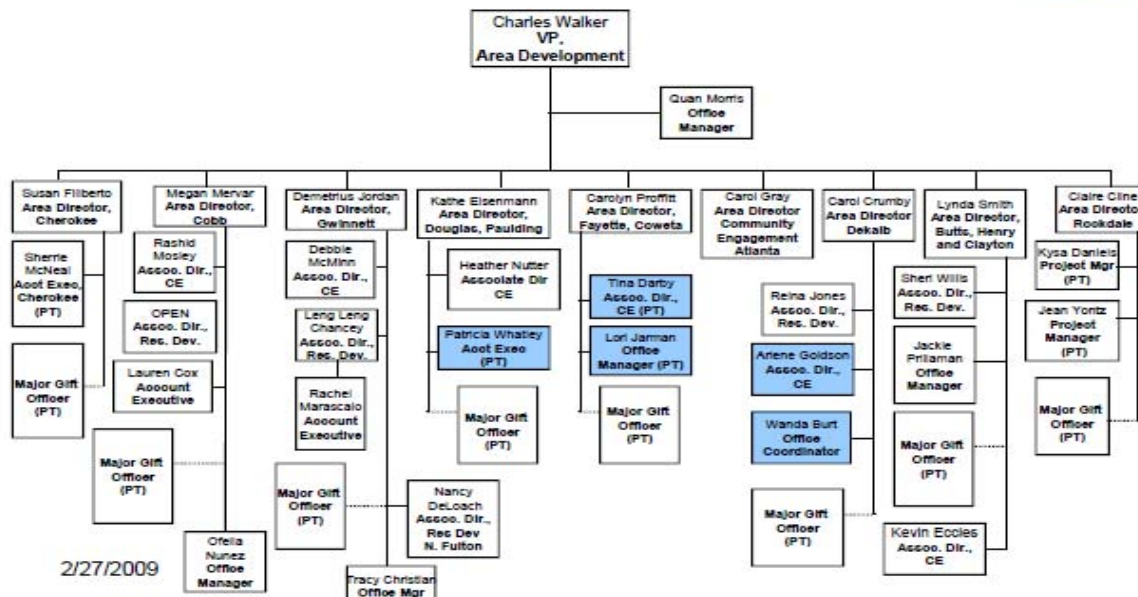 Charles Walker
VP,
Area Development
Quan Morris
Office
Manager
Susan Filiberto
Area Director,
Cherokee
Sherrie
McNeal
Acct Exec,
Cherokee
(PT)
Major Gift
Officer
(PT)
Megan Mervar
Area Director,
Cobb
Rashid
Mosley
Assoc. Dir.,
CE
OPEN
Assoc. Dir.,
Res. Dev.
Lauren Cox
Account
Executive
Major Gift
Officer
(PT)
Ofelia
Nunez
Office
Manager
Demetrius Jordan
Area Director,
Gwinnett
Debbie
McMinn
Assoc. Dir.,
CE
Leng Leng
Chancey
Assoc. Dir.,
Res. Dev.
Rachel
Marascalo
Account
Executive
Major Gift
Officer
(PT)
Nancy
DeLoach
Assoc. Dir.,
Res Dev
N. Fulton
Tracy Christian
Office Mgr
Kathe Eisenmann
Area Director,
Douglas, Paulding
Heather Nutter
Associate Dir
CE
Patricia Whatley
Acct Exec
(PT)
Major Gift
Officer
(PT)
Carolyn Proffitt
Area Director,
Fayette, Coweta
Tina Darby
Assoc. Dir.,
CE (PT)
Lori Jarman
Office
Manager (PT)
Major Gift
Officer
(PT)
Carol Gray
Area Director
Community
Engagement
Atlanta
Carol Crumby
Area Director
Dekalb
Reina Jones
Assoc. Dir.,
Res. Dev.
Arlene Goldson
Assoc. Dir.,
CE
Wanda Burt
Office
Coordinator
Major Gift
Officer
(PT)
Lynda Smith
Area Director,
Butts, Henry
and Clayton
Sheri Willis
Assoc. Dir.,
Res. Dev.
Jackie
Prillaman
Office
Manager
Major Gift
Officer
(PT)
Kevin Eccles
Assoc. Dir.,
CE
Claire Cline
Area Director
Rockdale
Kysa Daniels
Project Mgr
(PT)
Jean Yontz
Project
Manager
(PT)
Major Gift
Officer
(PT)
2/27/2009